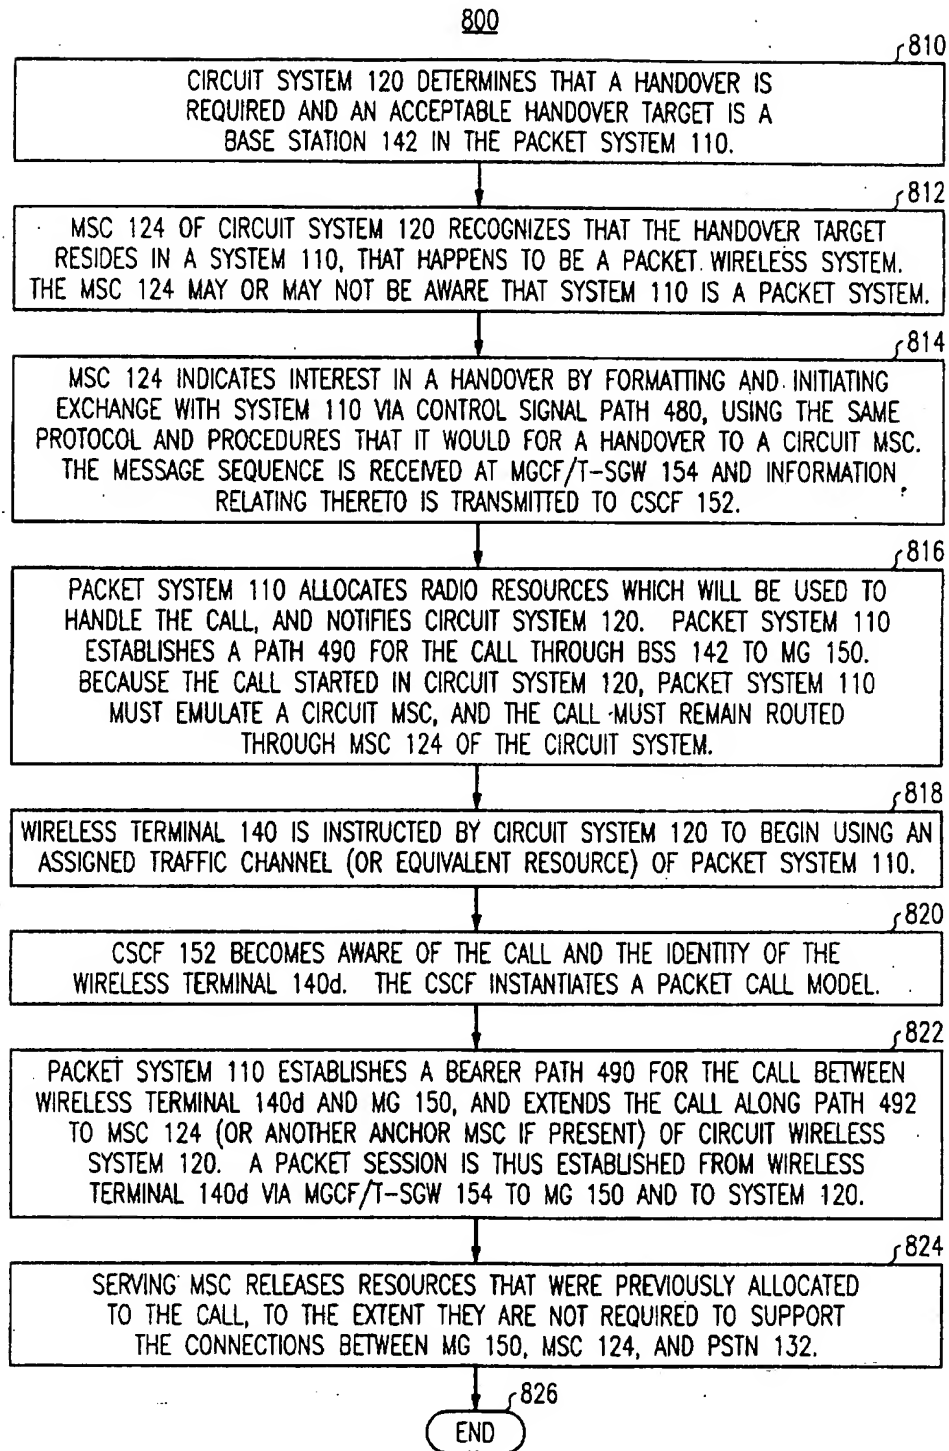 800
810
CIRCUIT SYSTEM 120 DETERMINES THAT A HANDOVER IS
REQUIRED AND AN ACCEPTABLE HANDOVER TARGET IS A
BASE STATION 142 IN THE PACKET SYSTEM 110.
812
MSC 124 OF CIRCUIT SYSTEM 120 RECOGNIZES THAT THE HANDOVER TARGET
RESIDES IN A SYSTEM 110, THAT HAPPENS TO BE A PACKET WIRELESS SYSTEM.
THE MSC 124 MAY OR MAY NOT BE AWARE THAT SYSTEM 110 IS A PACKET SYSTEM.
814
MSC 124 INDICATES INTEREST IN A HANDOVER BY FORMATTING AND INITIATING
EXCHANGE WITH SYSTEM 110 VIA CONTROL SIGNAL PATH 480, USING THE SAME
PROTOCOL AND PROCEDURES THAT IT WOULD FOR A HANDOVER TO A CIRCUIT MSC.
THE MESSAGE SEQUENCE IS RECEIVED AT MGCF/T-SGW 154 AND INFORMATION
RELATING THERETO IS TRANSMITTED TO CSCF 152.
816
PACKET SYSTEM 110 ALLOCATES RADIO RESOURCES WHICH WILL BE USED TO
HANDLE THE CALL, AND NOTIFIES CIRCUIT SYSTEM 120. PACKET SYSTEM 110
ESTABLISHES A PATH 490 FOR THE CALL THROUGH BSS 142 TO MG 150.
BECAUSE THE CALL STARTED IN CIRCUIT SYSTEM 120, PACKET SYSTEM 110
MUST EMULATE A CIRCUIT MSC, AND THE CALL MUST REMAIN ROUTED
THROUGH MSC 124 OF THE CIRCUIT SYSTEM.
818
WIRELESS TERMINAL 140 IS INSTRUCTED BY CIRCUIT SYSTEM 120 TO BEGIN USING AN
ASSIGNED TRAFFIC CHANNEL (OR EQUIVALENT RESOURCE) OF PACKET SYSTEM 110.
820
CSCF 152 BECOMES AWARE OF THE CALL AND THE IDENTITY OF THE
WIRELESS TERMINAL 140d. THE CSCF INSTANTIATES A PACKET CALL MODEL.
822
PACKET SYSTEM 110 ESTABLISHES A BEARER PATH 490 FOR THE CALL BETWEEN
WIRELESS TERMINAL 140d AND MG 150, AND EXTENDS THE CALL ALONG PATH 492
TO MSC 124 (OR ANOTHER ANCHOR MSC IF PRESENT) OF CIRCUIT WIRELESS
SYSTEM 120. A PACKET SESSION IS THUS ESTABLISHED FROM WIRELESS
TERMINAL 140d VIA MGCF/T-SGW 154 TO MG 150 AND TO SYSTEM 120.
824
SERVING MSC RELEASES RESOURCES THAT WERE PREVIOUSLY ALLOCATED
TO THE CALL, TO THE EXTENT THEY ARE NOT REQUIRED TO SUPPORT
THE CONNECTIONS BETWEEN MG 150, MSC 124, AND PSTN 132.
826
END